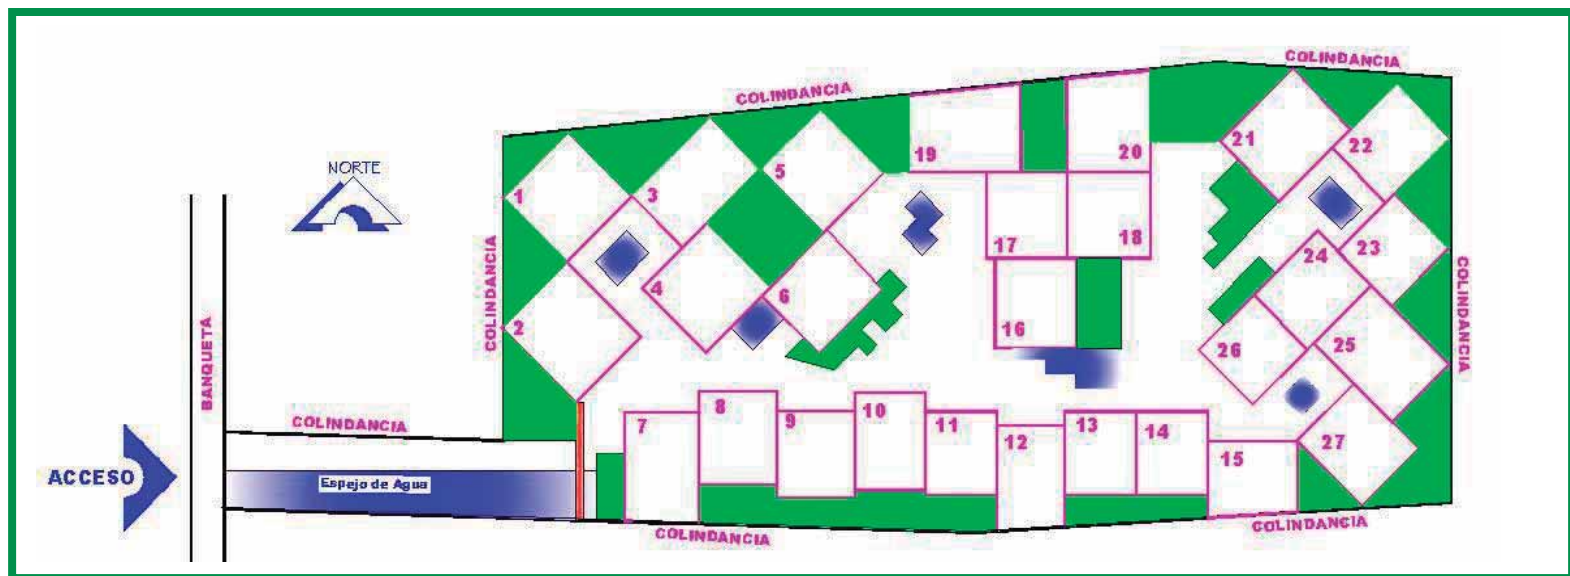 COLINDANCIA
COLINDANCIA
NORTE
BANQUETA
COLINDANCIA
COLINDANCIA
ACCESO
Espejo de Agua
COLINDANCIA
COLINDANCIA
COLINDANCIA
1
2
3
4
5
6
7
8
9
10
11
12
13
14
15
16
17
18
19
20
21
22
23
24
25
26
27